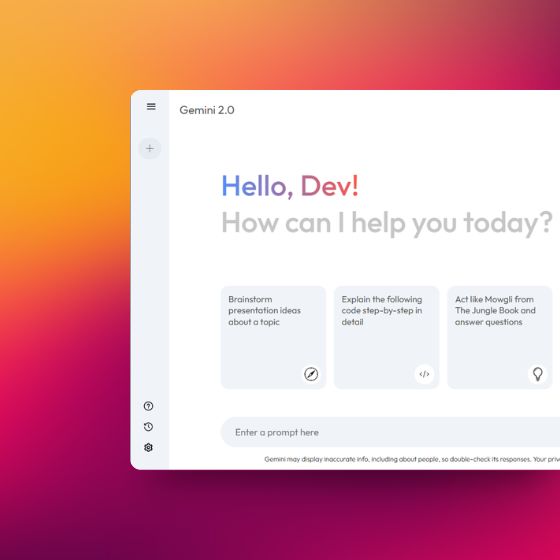 Gemini 2.0
Hello, Dev!
How can I help you today?
Brainstorm
presentation ideas
about a topic
Explain the following
code step-by-step in
detail
Act like Mowgli from
The Jungle Book and
answer questions
Enter a prompt here
Gemini may display inaccurate info, including about people, so double-check its responses. Your